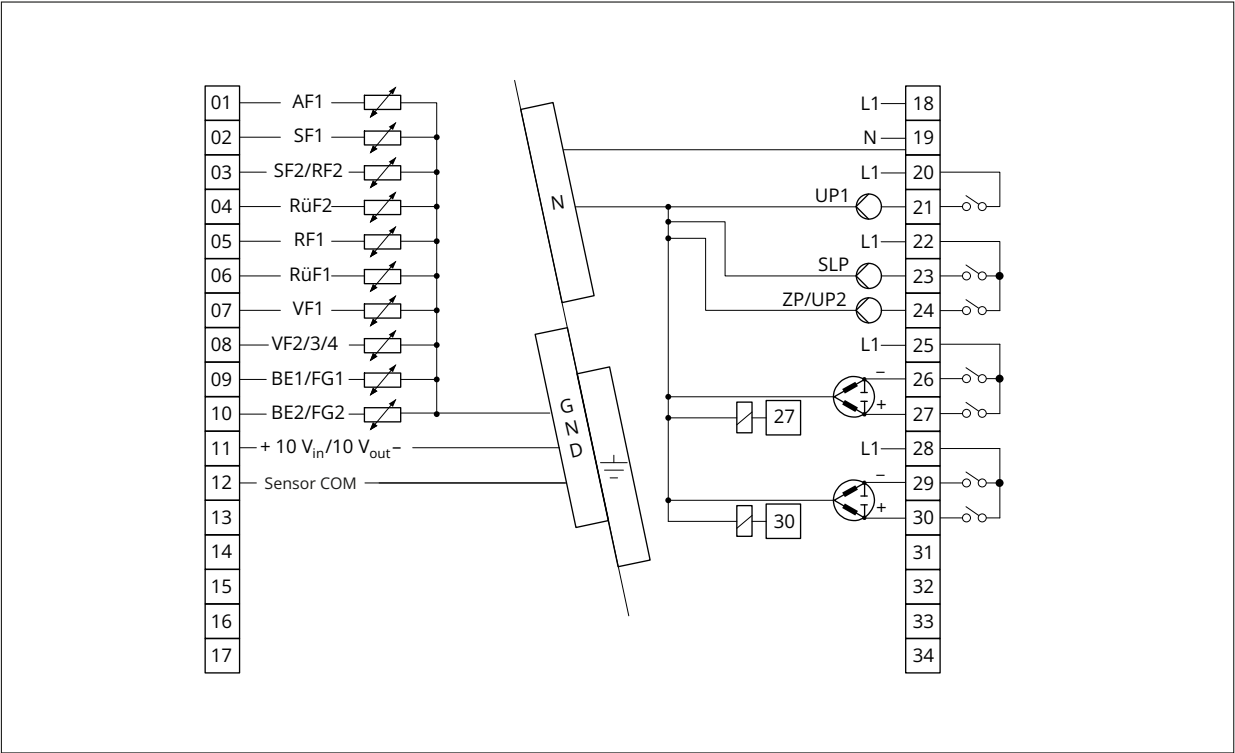 01 AF1
02 SF1
03 SF2/RF2
04 RüF2
05 RF1
06 RüF1
07 VF1
08 VF2/3/4
09 BE1/FG1
10 BE2/FG2
11 + 10 Vin/10 Vout–
12 Sensor COM
13
14
15
16
17
N
GND
L1 18
N 19
L1 20
UP1 21
L1 22
SLP 23
ZP/UP2 24
L1 25
– 26
+ 27
27
L1 28
– 29
+ 30
30
31
32
33
34